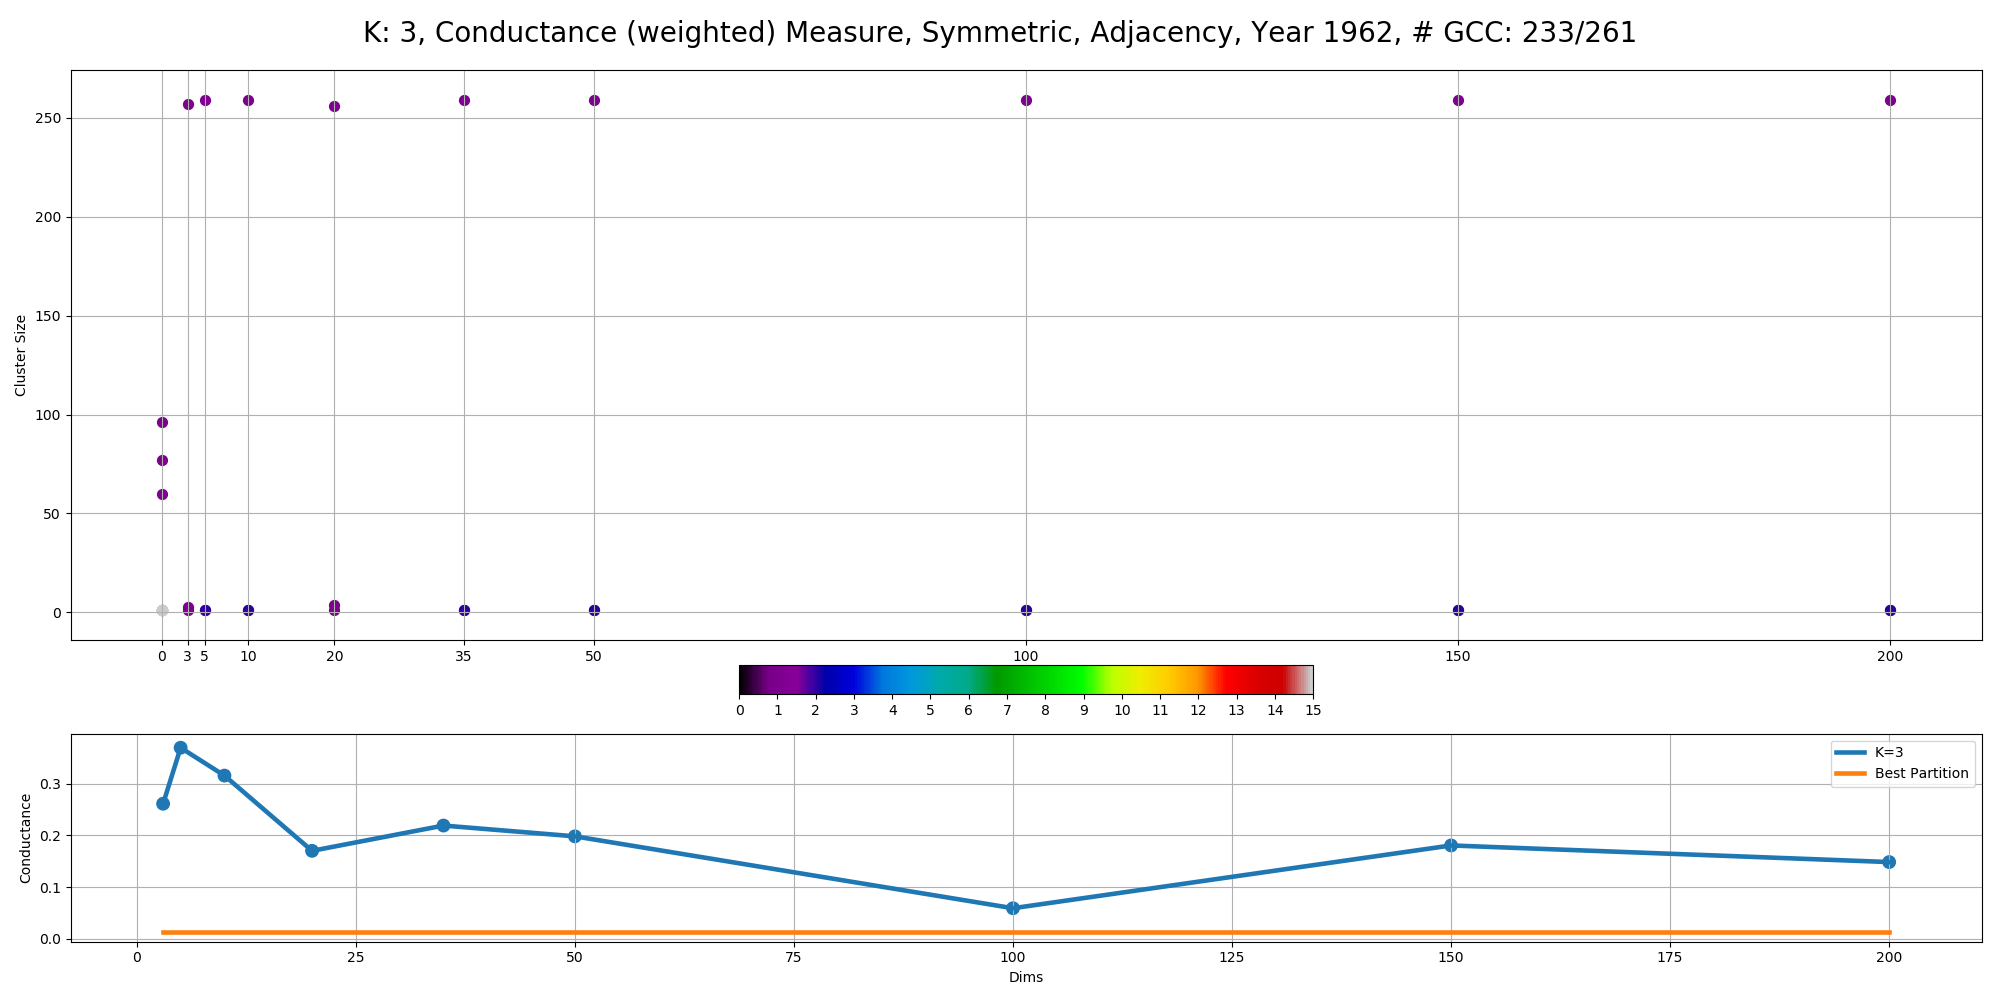 K: 3, Conductance (weighted) Measure, Symmetric, Adjacency, Year 1962, # GCC: 233/261
Cluster Size
250
200
150
100
50
0
0 3 5 10 20 35 50 100 150 200
0 1 2 3 4 5 6 7 8 9 10 11 12 13 14 15
Conductance
0.3
0.2
0.1
0.0
K=3
Best Partition
0 25 50 75 100 125 150 175 200
Dims